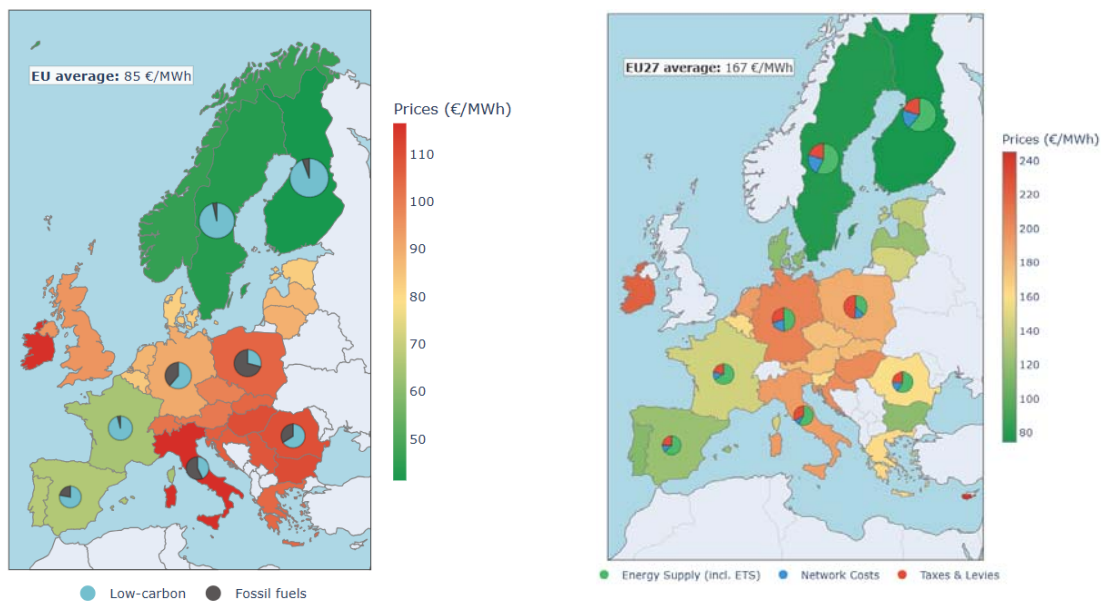 EU average: 85 €/MWh
Prices (€/MWh)
110
100
90
80
70
60
50
Low-carbon
Fossil fuels
EU27 average: 167 €/MWh
Prices (€/MWh)
240
220
200
180
160
140
120
100
80
Energy Supply (incl. ETS)
Network Costs
Taxes & Levies